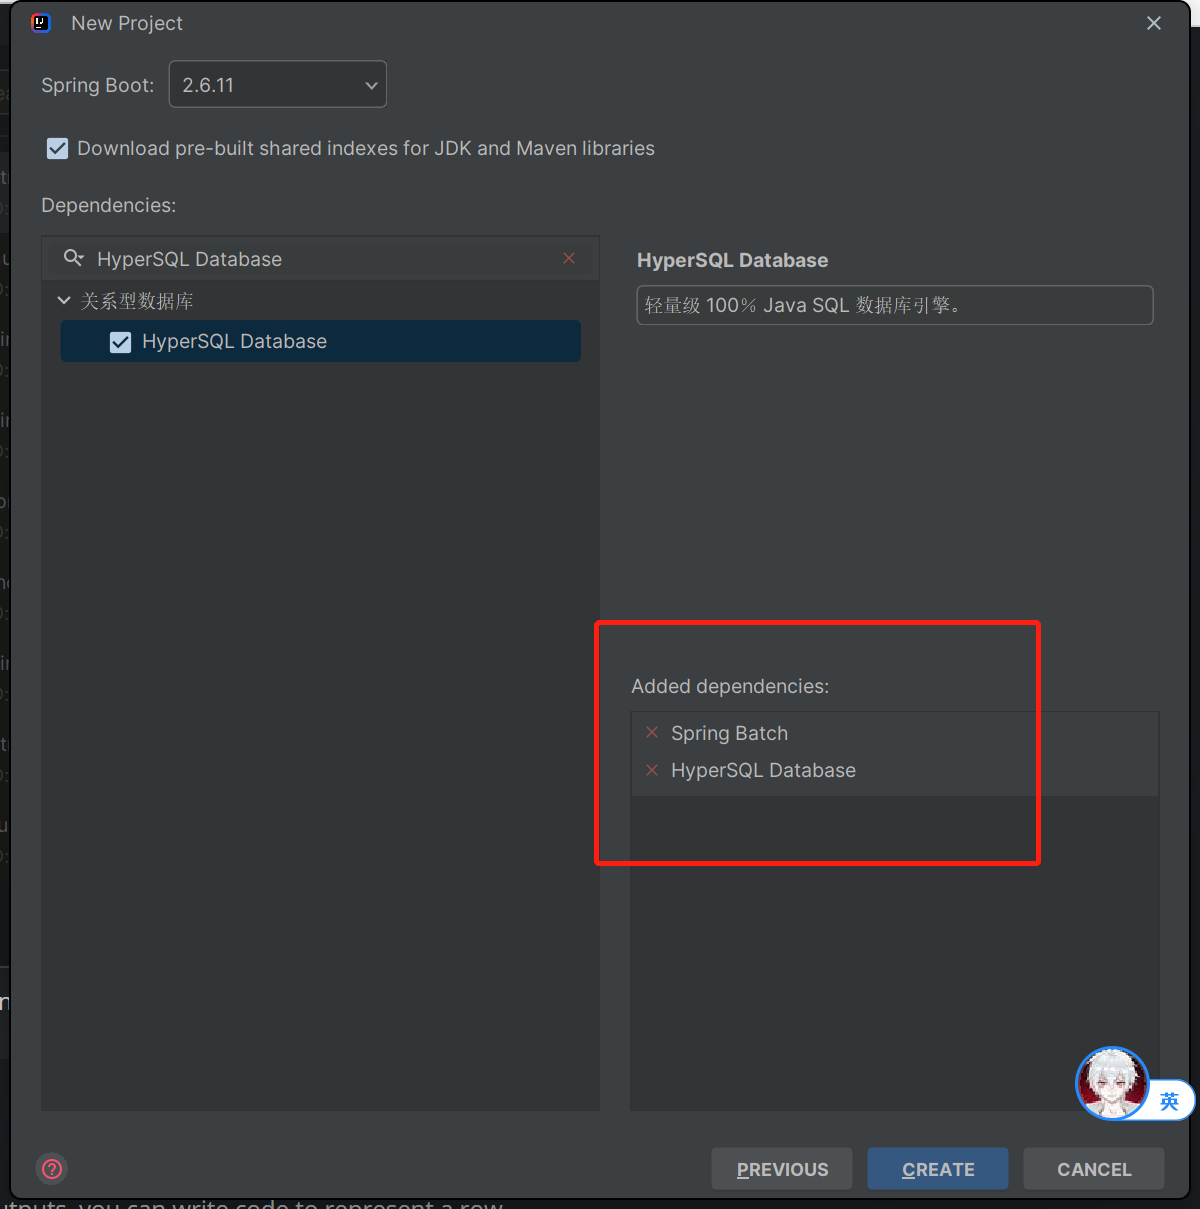 New Project
Spring Boot: 2.6.11
Download pre-built shared indexes for JDK and Maven libraries
Dependencies:
HyperSQL Database
关系型数据库
HyperSQL Database
HyperSQL Database
轻量级 100% Java SQL 数据库引擎。
Added dependencies:
Spring Batch
HyperSQL Database
英
PREVIOUS
CREATE
CANCEL
utputs, you can write code to represent a row